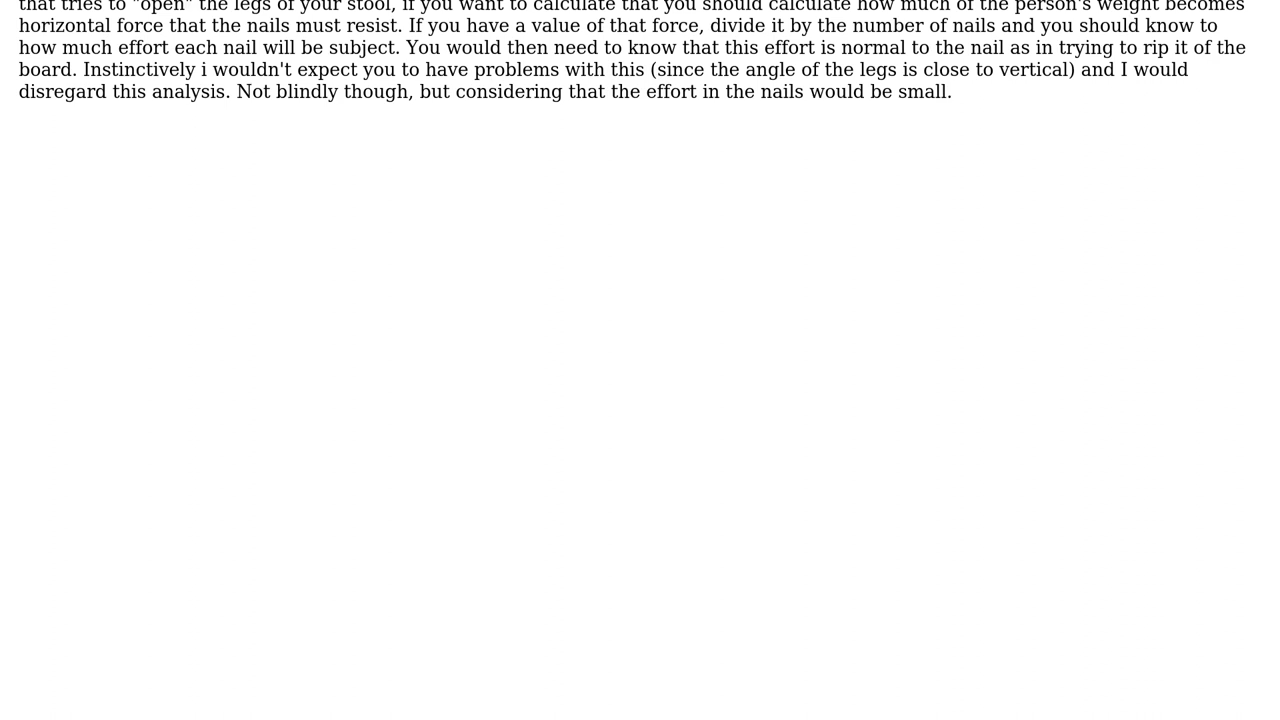 that tries to "open" the legs of your stool, if you want to calculate that you should calculate how much of the person's weight becomes
horizontal force that the nails must resist. If you have a value of that force, divide it by the number of nails and you should know to
how much effort each nail will be subject. You would then need to know that this effort is normal to the nail as in trying to rip it of the
board. Instinctively i wouldn't expect you to have problems with this (since the angle of the legs is close to vertical) and I would
disregard this analysis. Not blindly though, but considering that the effort in the nails would be small.